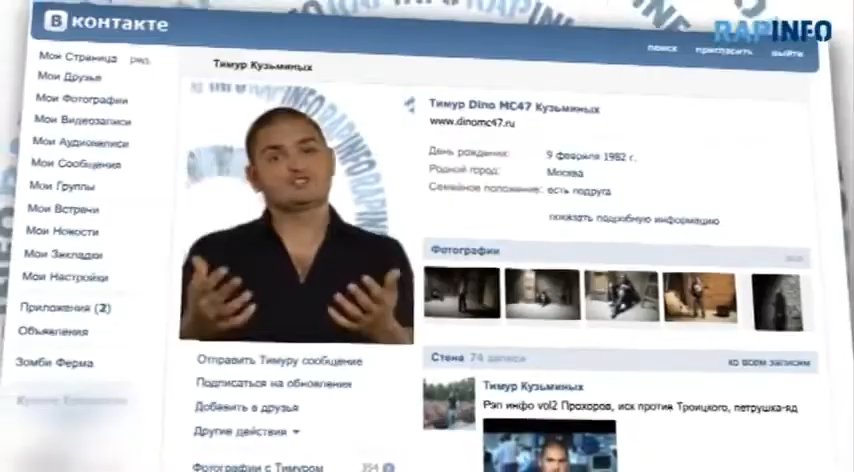 RAPINFO
В контакте
поиск пригласить выйти
Моя Страница ред.
Мои Друзья
Мои Фотографии
Мои Видеозаписи
Мои Аудиозаписи
Мои Сообщения
Мои Группы
Мои Встречи
Мои Новости
Мои Закладки
Мои Настройки
Приложения (2)
Объявления
Зомби Ферма
Тимур Кузьминых
Отправить Тимуру сообщение
Подписаться на обновления
Добавить в друзья
Другие действия
Фотографии с Тимуром 354
Тимур Dino MC47 Кузьминых
www.dinomc47.ru
День рождения: 9 февраля 1982 г.
Родной город: Москва
Семейное положение: есть подруга
показать подробную информацию
Фотографии
Стена 74 записи ко всем записям
Тимур Кузьминых
Рэп инфо vol2 Прохоров, иск против Троицкого, петрушка-яд